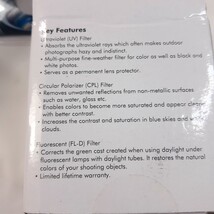 Key Features
Ultraviolet (UV) Filter
• Absorbs the ultraviolet rays which often makes outdoor
photographs hazy and indistinct.
• Multi-purpose fine-weather filter for color as well as black and
white photos.
• Serves as a permanent lens protector.
Circular Polarizer (CPL) Filter
• Removes unwanted reflections from non-metallic surfaces
such as water, glass etc.
• Enables colors to become more saturated and appear clearer
with better contrast.
• Increases the contrast and saturation in blue skies and white
clouds.
Fluorescent (FL-D) Filter
• Corrects the green cast created when using daylight under
fluorescent lamps with daylight tubes. It restores the natural
colors of your shooting objects.
• Limited lifetime warranty.